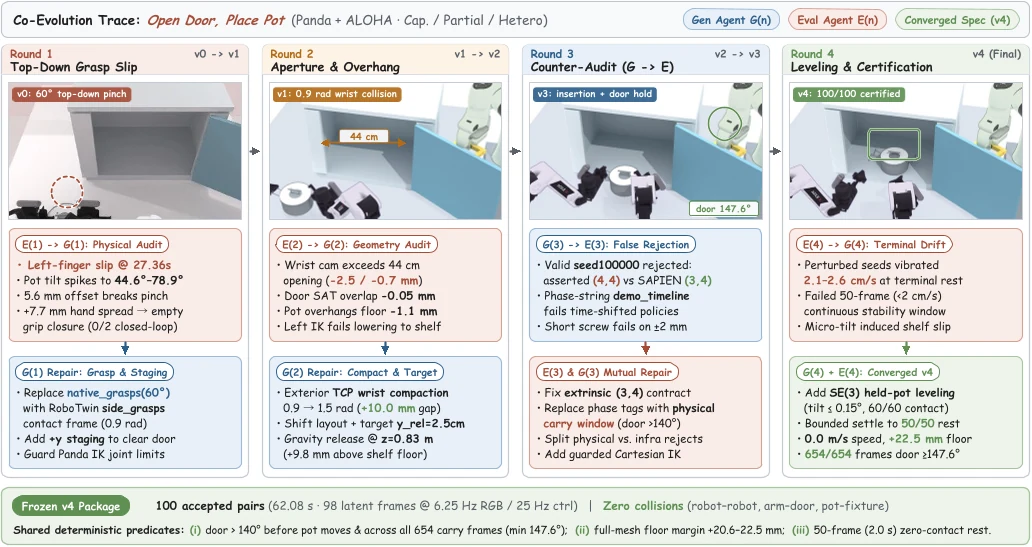 Co-Evolution Trace: Open Door, Place Pot (Panda + ALOHA · Cap. / Partial / Hetero)
Gen Agent G(n)
Eval Agent E(n)
Converged Spec (v4)
Round 1
v0 -> v1
Top-Down Grasp Slip
v0: 60° top-down pinch
E(1) -> G(1): Physical Audit
· Left-finger slip @ 27.36s
· Pot tilt spikes to 44.6°–78.9°
· 5.6 mm offset breaks pinch
· +7.7 mm hand spread → empty
grip closure (0/2 closed-loop)
G(1) Repair: Grasp & Staging
· Replace native_grasps(60°)
with RoboTwin side_grasps
contact frame (0.9 rad)
· Add +y staging to clear door
· Guard Panda IK joint limits
Round 2
v1 -> v2
Aperture & Overhang
v1: 0.9 rad wrist collision
44 cm
E(2) -> G(2): Geometry Audit
· Wrist cam exceeds 44 cm
opening (-2.5 / -0.7 mm)
· Door SAT overlap -0.05 mm
· Pot overhangs floor -1.1 mm
· Left IK fails lowering to shelf
G(2) Repair: Compact & Target
· Exterior TCP wrist compaction
0.9 → 1.5 rad (+10.0 mm gap)
· Shift layout + target y_rel=2.5cm
· Gravity release @ z=0.83 m
(+9.8 mm above shelf floor)
Round 3
v2 -> v3
Counter-Audit (G -> E)
v3: insertion + door hold
door 147.6°
G(3) -> E(3): False Rejection
· Valid seed100000 rejected:
asserted (4,4) vs SAPIEN (3,4)
· Phase-string demo_timeline
fails time-shifted policies
· Short screw fails on ±2 mm
E(3) & G(3) Mutual Repair
· Fix extrinsic (3,4) contract
· Replace phase tags with physical
carry window (door >140°)
· Split physical vs. infra rejects
· Add guarded Cartesian IK
Round 4
v4 (Final)
Leveling & Certification
v4: 100/100 certified
E(4) -> G(4): Terminal Drift
· Perturbed seeds vibrated
2.1–2.6 cm/s at terminal rest
· Failed 50-frame (<2 cm/s)
continuous stability window
· Micro-tilt induced shelf slip
G(4) + E(4): Converged v4
· Add SE(3) held-pot leveling
(tilt ≤ 0.15°, 60/60 contact)
· Bounded settle to 50/50 rest
· 0.0 m/s speed, +22.5 mm floor
· 654/654 frames door ≥147.6°
Frozen v4 Package
100 accepted pairs (62.08 s · 98 latent frames @ 6.25 Hz RGB / 25 Hz ctrl) | Zero collisions (robot-robot, arm-door, pot-fixture)
Shared deterministic predicates: (i) door > 140° before pot moves & across all 654 carry frames (min 147.6°); (ii) full-mesh floor margin +20.6–22.5 mm; (iii) 50-frame (2.0 s) zero-contact rest.